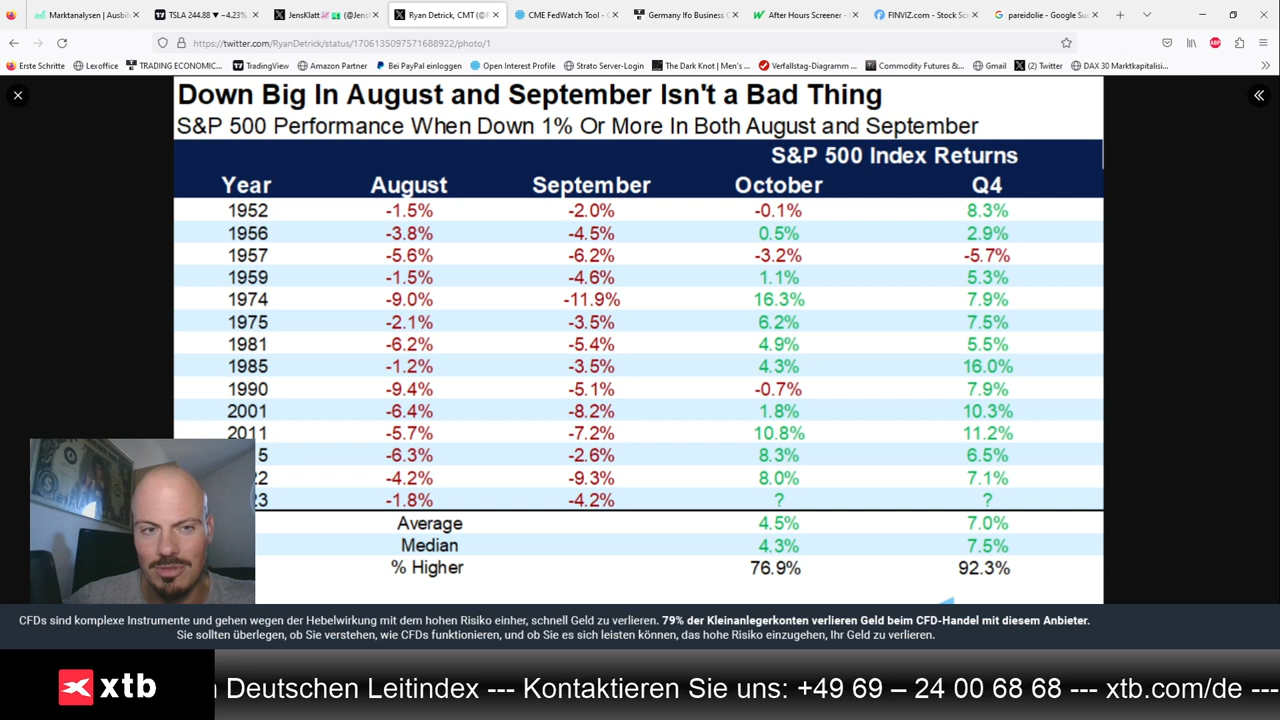 Marktanalysen | Ausbil
TSLA 244.88 ▼ −4.23%
JensKlatt (@Jens
Ryan Detrick, CMT (@R
CME FedWatch Tool - C
Germany Ifo Business C
After Hours Screener -
FINVIZ.com - Stock Scr
pareidolie - Google Suc
https://twitter.com/RyanDetrick/status/1706135097571688922/photo/1
Erste Schritte
Lexoffice
TRADING ECONOMIC...
TradingView
Amazon Partner
Bei PayPal einloggen
Open Interest Profile
Strato Server-Login
The Dark Knot | Men's ...
Verfallstag-Diagramm ...
Commodity Futures &...
Gmail
(2) Twitter
DAX 30 Marktkapitalisi...
Down Big In August and September Isn't a Bad Thing
S&P 500 Performance When Down 1% Or More In Both August and September
S&P 500 Index Returns
Year August September October Q4
1952 -1.5% -2.0% -0.1% 8.3%
1956 -3.8% -4.5% 0.5% 2.9%
1957 -5.6% -6.2% -3.2% -5.7%
1959 -1.5% -4.6% 1.1% 5.3%
1974 -9.0% -11.9% 16.3% 7.9%
1975 -2.1% -3.5% 6.2% 7.5%
1981 -6.2% -5.4% 4.9% 5.5%
1985 -1.2% -3.5% 4.3% 16.0%
1990 -9.4% -5.1% -0.7% 7.9%
2001 -6.4% -8.2% 1.8% 10.3%
2011 -5.7% -7.2% 10.8% 11.2%
5 -6.3% -2.6% 8.3% 6.5%
22 -4.2% -9.3% 8.0% 7.1%
23 -1.8% -4.2% ? ?
Average 4.5% 7.0%
Median 4.3% 7.5%
% Higher 76.9% 92.3%
CFDs sind komplexe Instrumente und gehen wegen der Hebelwirkung mit dem hohen Risiko einher, schnell Geld zu verlieren. 79% der Kleinanlegerkonten verlieren Geld beim CFD-Handel mit diesem Anbieter.
Sie sollten überlegen, ob Sie verstehen, wie CFDs funktionieren, und ob Sie es sich leisten können, das hohe Risiko einzugehen, Ihr Geld zu verlieren.
xtb
Deutschen Leitindex --- Kontaktieren Sie uns: +49 69 – 24 00 68 68 --- xtb.com/de ---